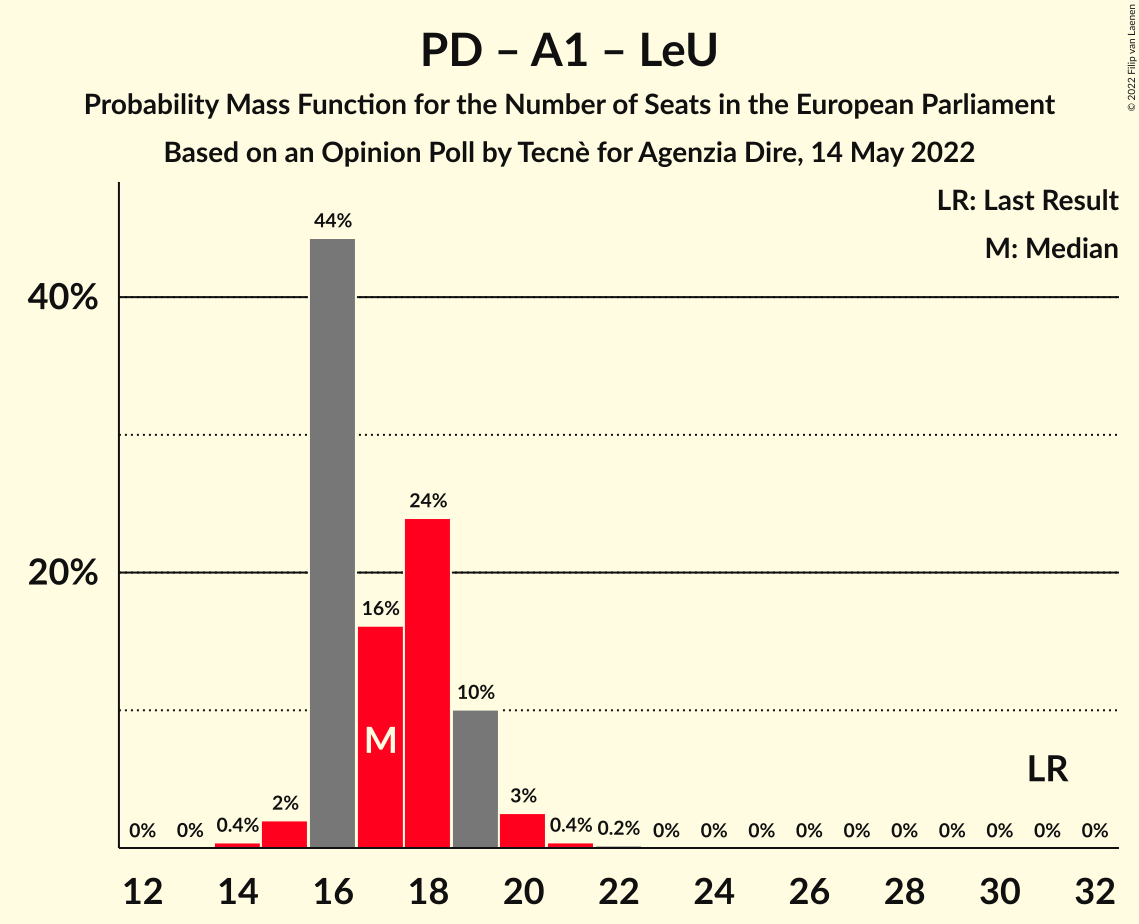 PD – A1 – LeU
Probability Mass Function for the Number of Seats in the European Parliament
Based on an Opinion Poll by Tecnè for Agenzia Dire, 14 May 2022
© 2022 Filip van Laenen
LR: Last Result
M: Median
44%
40%
24%
20%
16%
10%
M
LR
0% 0% 0.4% 2% 3% 0.4% 0.2% 0% 0% 0% 0% 0% 0% 0% 0% 0% 0%
12 14 16 18 20 22 24 26 28 30 32